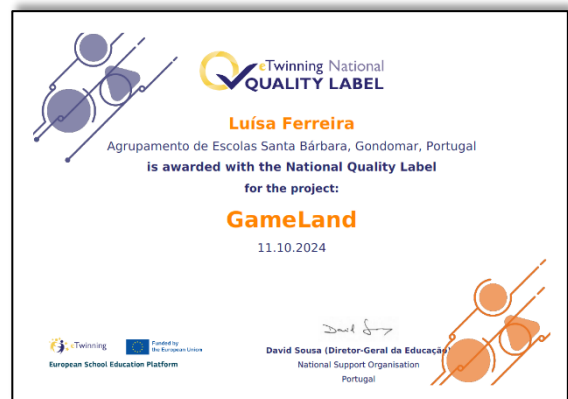 eTwinning National
QUALITY LABEL
Luísa Ferreira
Agrupamento de Escolas Santa Bárbara, Gondomar, Portugal
is awarded with the National Quality Label
for the project:
GameLand
11.10.2024
David Sousa (Diretor-Geral da Educação)
National Support Organisation
Portugal
eTwinning
Funded by
the European Union
European School Education Platform